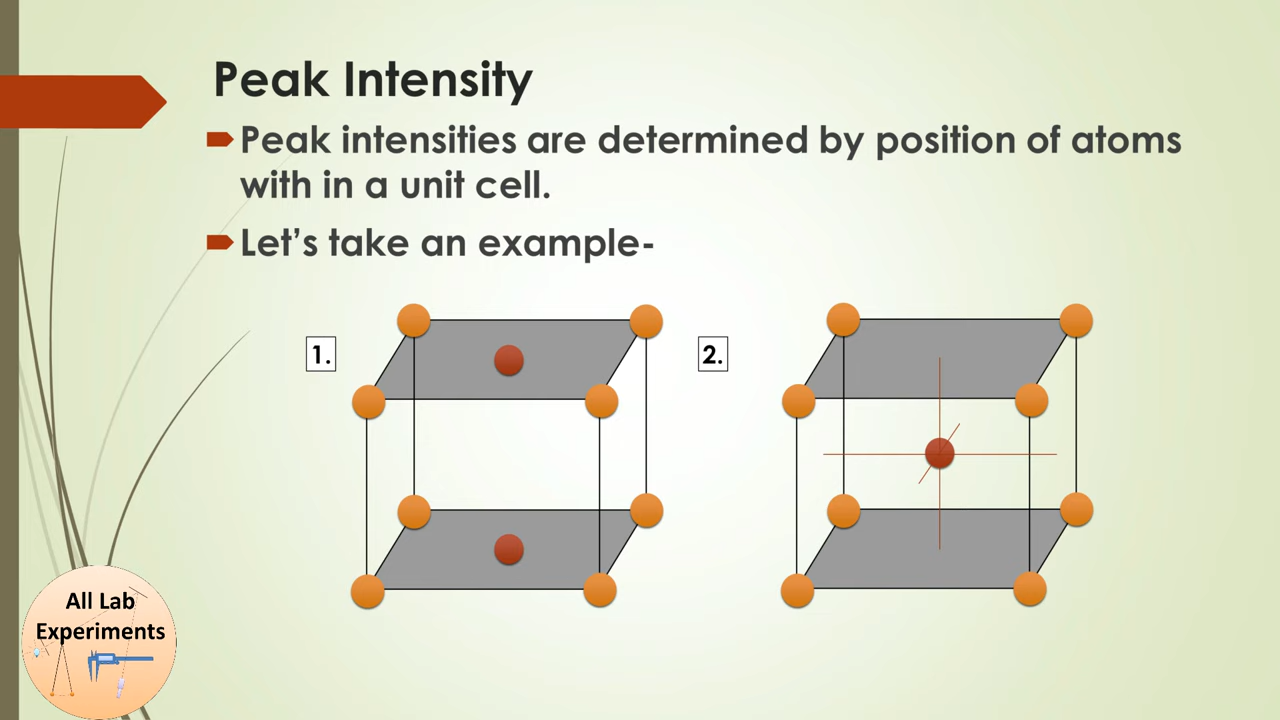 Peak Intensity
Peak intensities are determined by position of atoms
with in a unit cell.
Let's take an example-
1.
2.
All Lab
Experiments